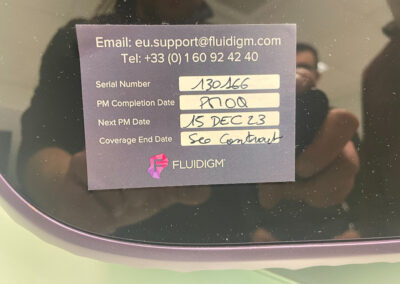 Email: eu.support@fluidigm.com
Tel: +33 (0)1 60 92 42 40
Serial Number 130166
PM Completion Date
Next PM Date 15 DEC 23
Coverage End Date See Contract
FLUIDIGM